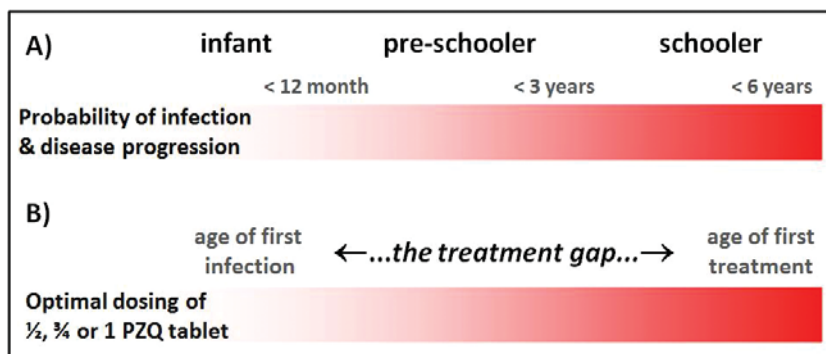 A)
infant pre-schooler schooler
< 12 month < 3 years < 6 years
Probability of infection
& disease progression
B)
age of first
infection
←...the treatment gap...→
age of first
treatment
Optimal dosing of
½, ¾ or 1 PZQ tablet